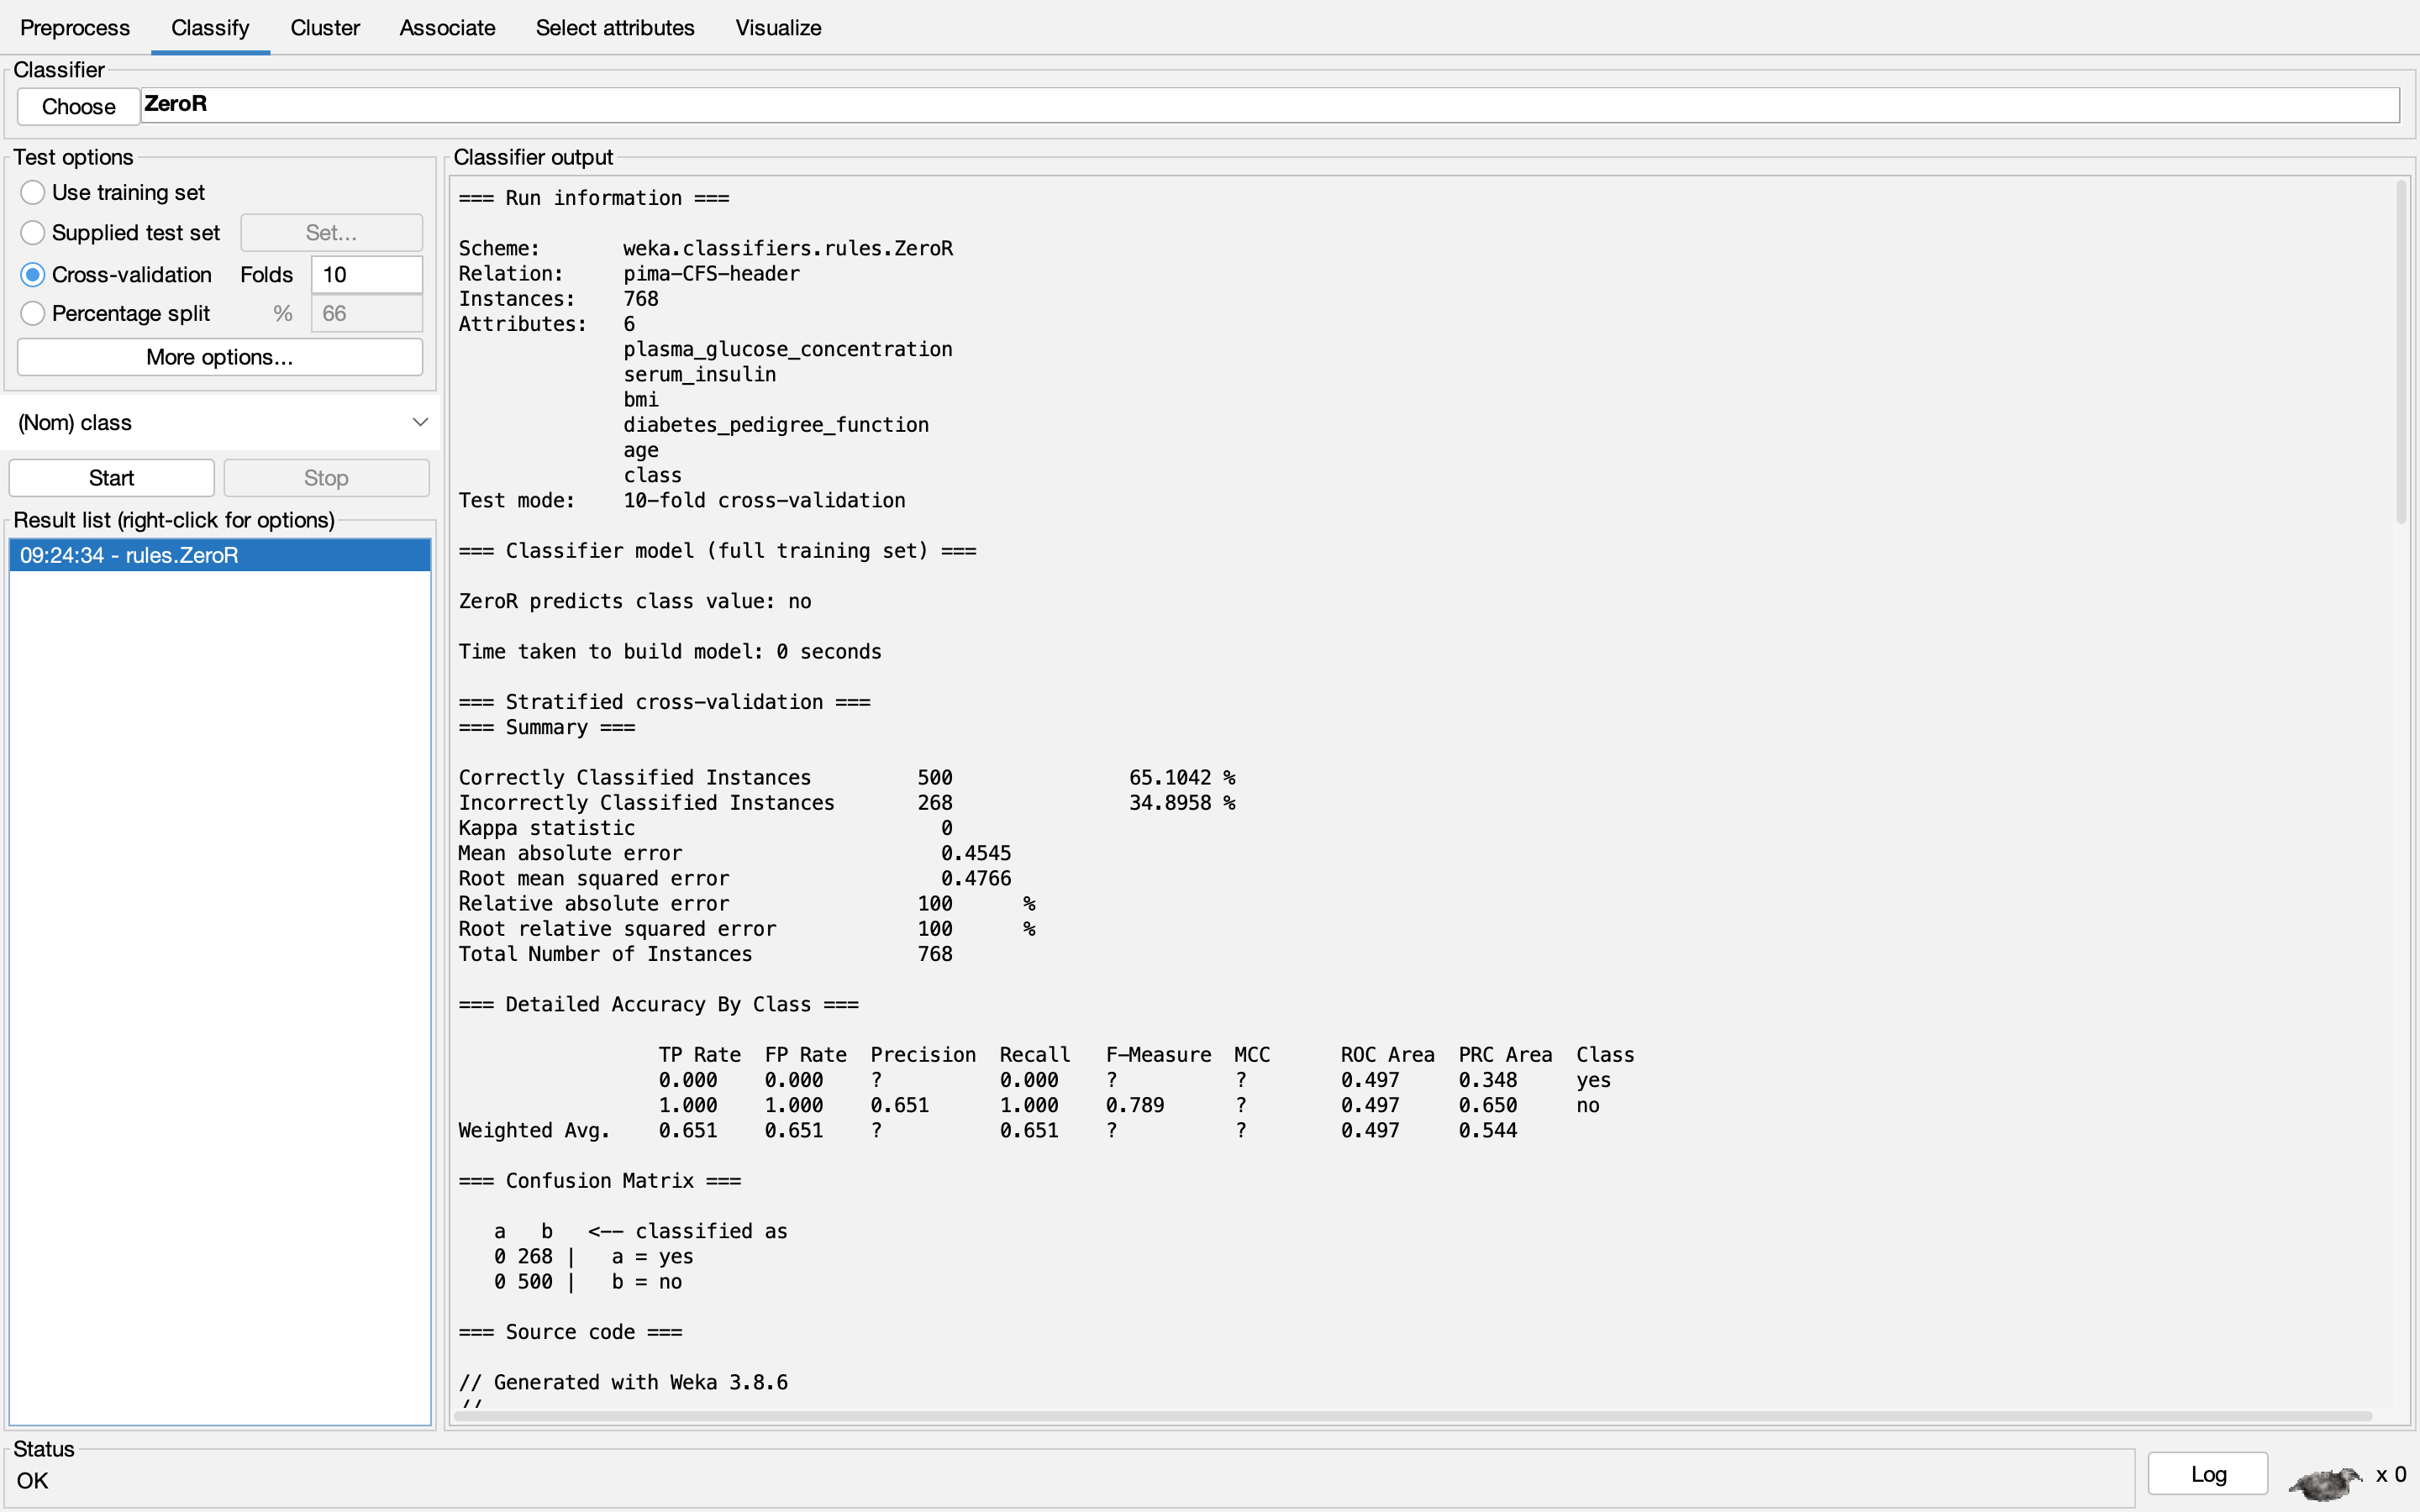 Preprocess Classify Cluster Associate Select attributes Visualize
Classifier
Choose ZeroR
Test options
Use training set
Supplied test set Set...
Cross-validation Folds 10
Percentage split % 66
More options...
(Nom) class
Start Stop
Result list (right-click for options)
09:24:34 - rules.ZeroR
Classifier output
=== Run information ===
Scheme: weka.classifiers.rules.ZeroR
Relation: pima-CFS-header
Instances: 768
Attributes: 6
plasma_glucose_concentration
serum_insulin
bmi
diabetes_pedigree_function
age
class
Test mode: 10-fold cross-validation
=== Classifier model (full training set) ===
ZeroR predicts class value: no
Time taken to build model: 0 seconds
=== Stratified cross-validation ===
=== Summary ===
Correctly Classified Instances 500 65.1042 %
Incorrectly Classified Instances 268 34.8958 %
Kappa statistic 0
Mean absolute error 0.4545
Root mean squared error 0.4766
Relative absolute error 100 %
Root relative squared error 100 %
Total Number of Instances 768
=== Detailed Accuracy By Class ===
TP Rate FP Rate Precision Recall F-Measure MCC ROC Area PRC Area Class
0.000 0.000 ? 0.000 ? ? 0.497 0.348 yes
1.000 1.000 0.651 1.000 0.789 ? 0.497 0.650 no
Weighted Avg. 0.651 0.651 ? 0.651 ? ? 0.497 0.544
=== Confusion Matrix ===
a b <-- classified as
0 268 | a = yes
0 500 | b = no
=== Source code ===
// Generated with Weka 3.8.6
//
Status
OK
Log x 0